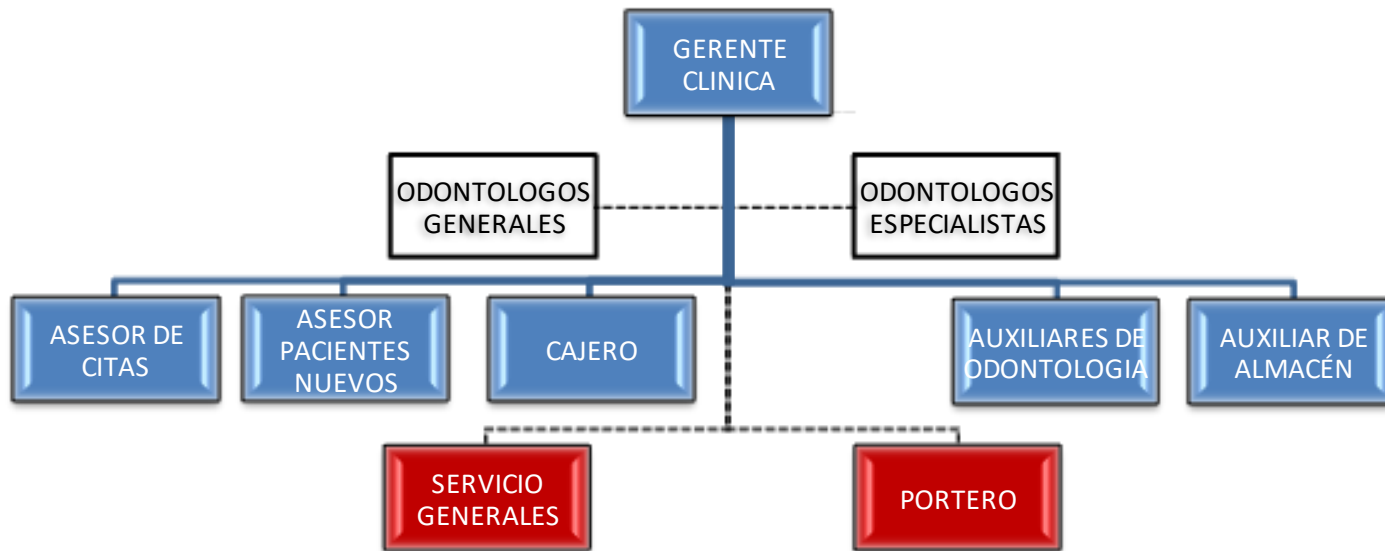 GERENTE
CLINICA
ODONTOLOGOS
GENERALES
ODONTOLOGOS
ESPECIALISTAS
ASESOR DE
CITAS
ASESOR
PACIENTES
NUEVOS
CAJERO
AUXILIARES DE
ODONTOLOGIA
AUXILIAR DE
ALMACÉN
SERVICIO
GENERALES
PORTERO